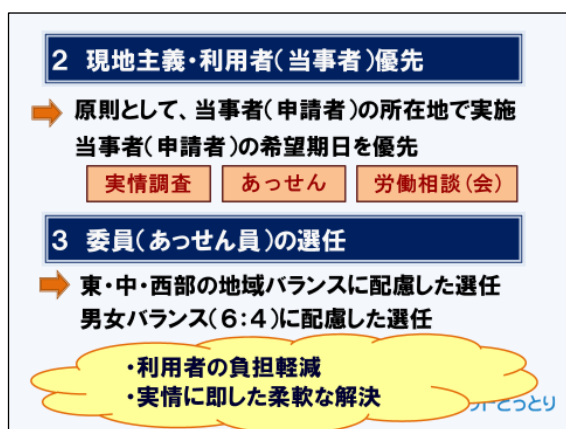 2 現地主義・利用者(当事者)優先
原則として、当事者(申請者)の所在地で実施
当事者(申請者)の希望期日を優先
実情調査
あっせん
労働相談(会)
3 委員(あっせん員)の選任
東・中・西部の地域バランスに配慮した選任
男女バランス(6:4)に配慮した選任
・利用者の負担軽減
・実情に即した柔軟な解決
とっとり